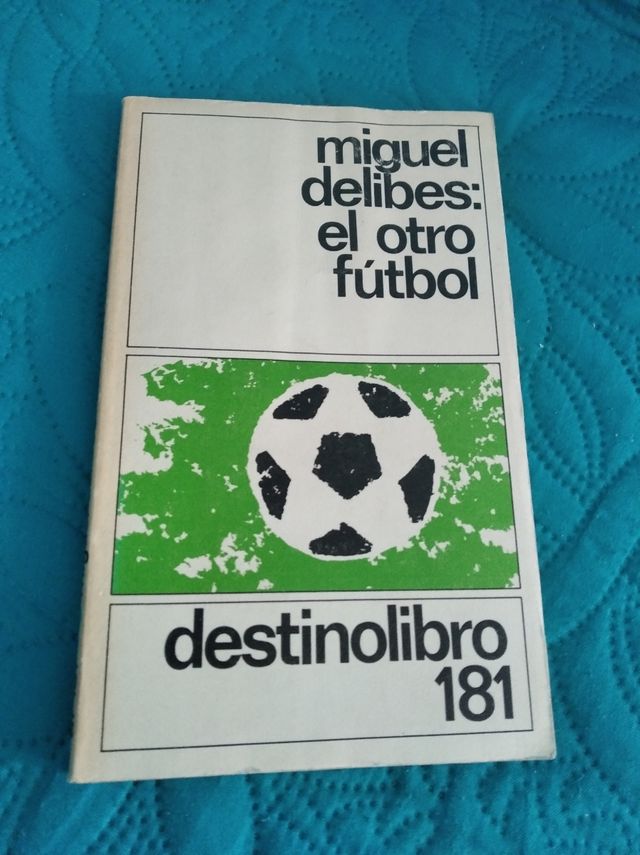 miguel
delibes:
el otro
fútbol
destinolibro
181